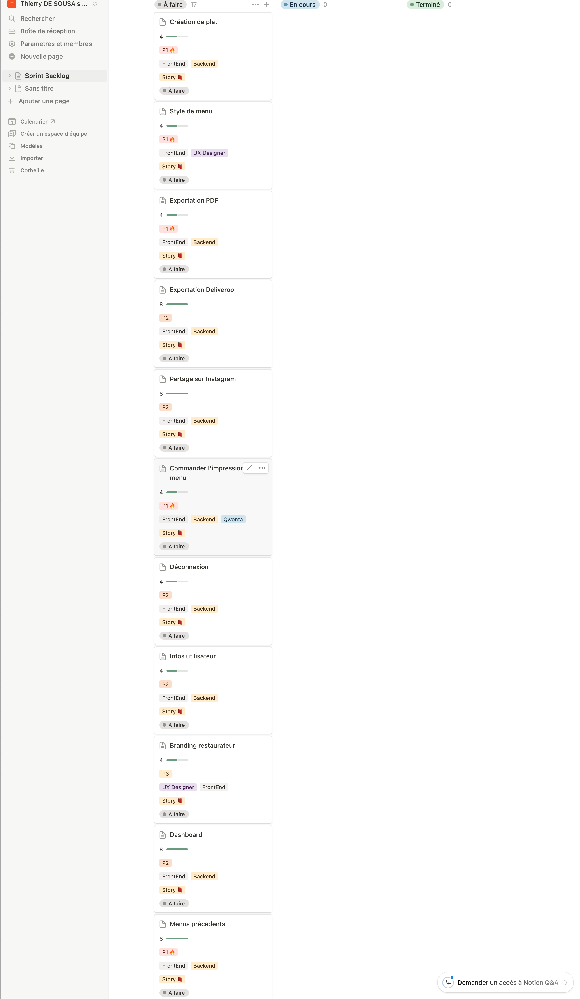 T Thierry DE SOUSA's ...
Rechercher
Boîte de réception
Paramètres et membres
Nouvelle page
Sprint Backlog
Sans titre
Ajouter une page
4 Calendrier
Créer un espace d’équipe
Modèles
Importer
Corbeille
À faire 17
En cours 0
Terminé 0
Création de plat
4
P1 🔥
FrontEnd Backend
Story 📕
À faire
Style de menu
4
P1 🔥
FrontEnd UX Designer
Story 📕
À faire
Exportation PDF
4
P1 🔥
FrontEnd Backend
Story 📕
À faire
Exportation Deliveroo
8
P2
FrontEnd Backend
Story 📕
À faire
Partage sur Instagram
8
P2
FrontEnd Backend
Story 📕
À faire
Commander l’impression
menu
4
P1 🔥
FrontEnd Backend Qwenta
Story 📕
À faire
Déconnexion
4
P2
FrontEnd Backend
Story 📕
À faire
Infos utilisateur
4
P2
FrontEnd Backend
Story 📕
À faire
Branding restaurateur
4
P3
UX Designer FrontEnd
Story 📕
À faire
Dashboard
8
P2
FrontEnd Backend
Story 📕
À faire
Menus précédents
8
P1 🔥
FrontEnd Backend
Story 📕
À faire
Demander un accès à Notion Q&A